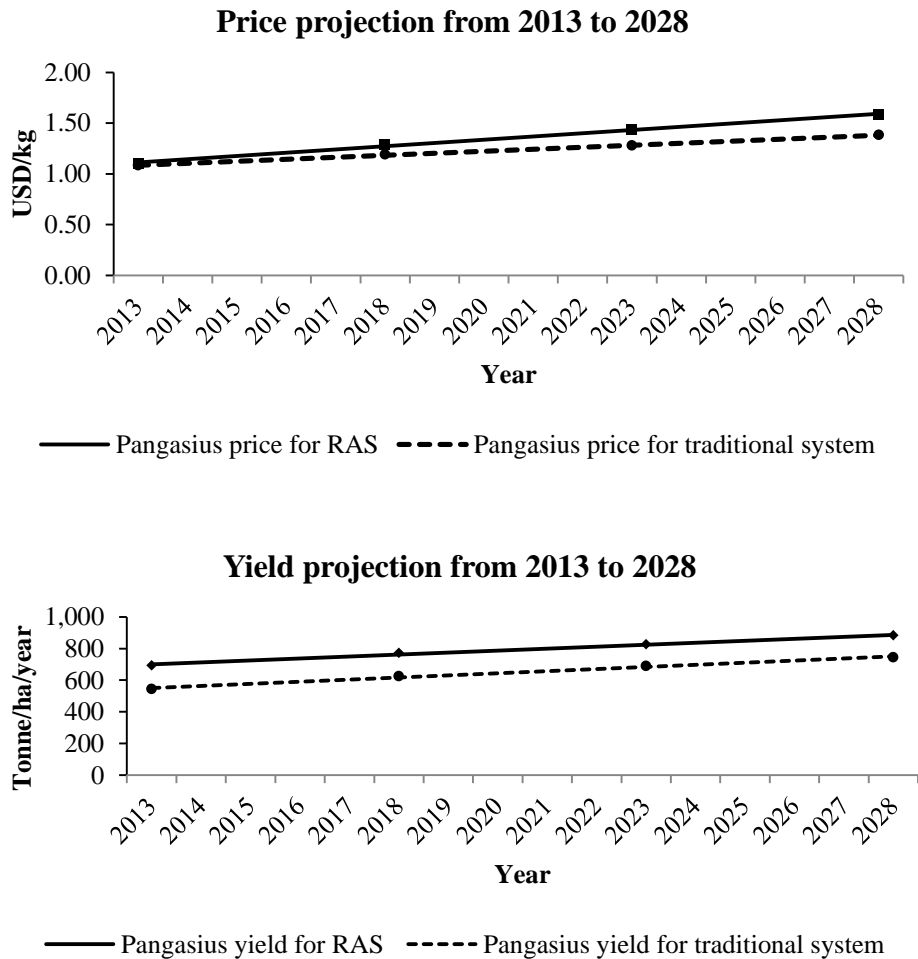 Price projection from 2013 to 2028
2.00
1.50
1.00
0.50
0.00
USD/kg
2013 2014 2015 2016 2017 2018 2019 2020 2021 2022 2023 2024 2025 2026 2027 2028
Year
Pangasius price for RAS Pangasius price for traditional system
Yield projection from 2013 to 2028
1,000
800
600
400
200
0
Tonne/ha/year
2013 2014 2015 2016 2017 2018 2019 2020 2021 2022 2023 2024 2025 2026 2027 2028
Year
Pangasius yield for RAS Pangasius yield for traditional system